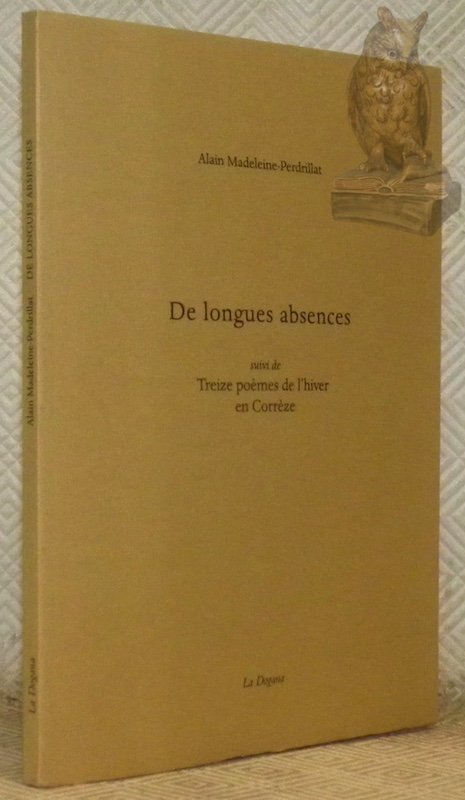 Alain Madeleine-Perdrillat
De longues absences
suivi de
Treize poèmes de l'hiver
en Corrèze
La Dogana
Alain Madeleine-Perdrillat DE LONGUES ABSENCES
La Dogana